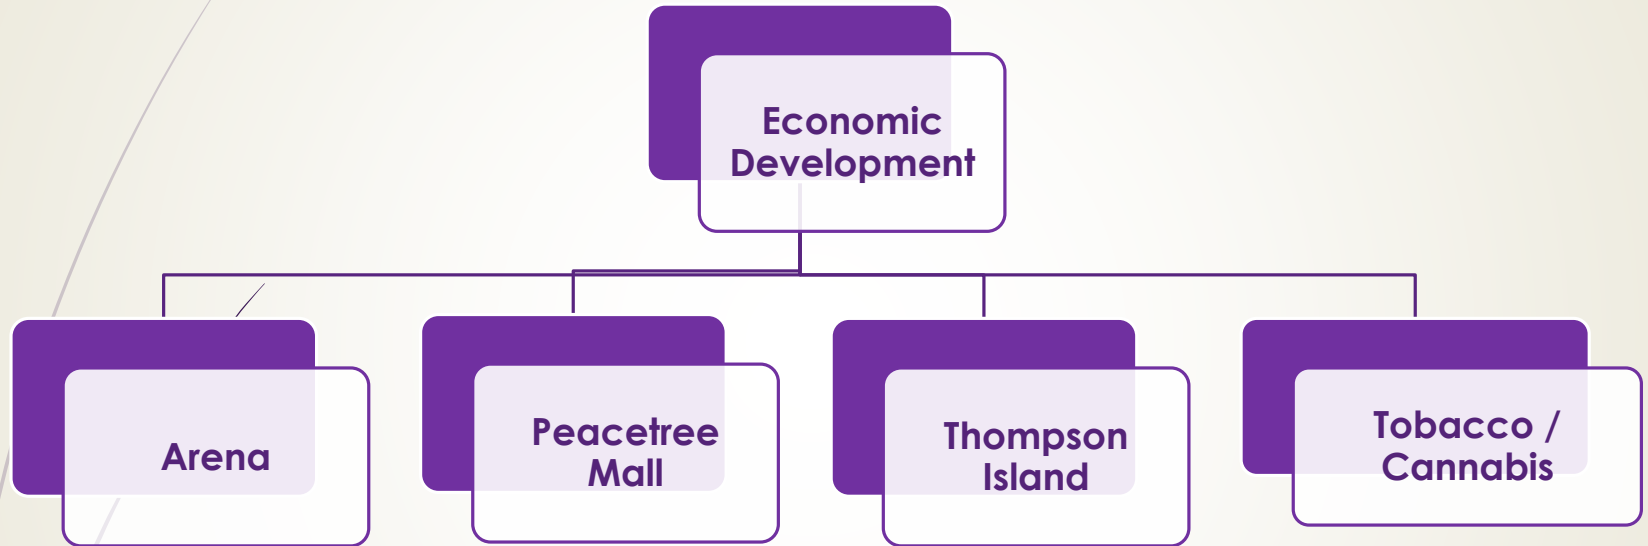 Economic
Development
Arena
Peacetree
Mall
Thompson
Island
Tobacco /
Cannabis